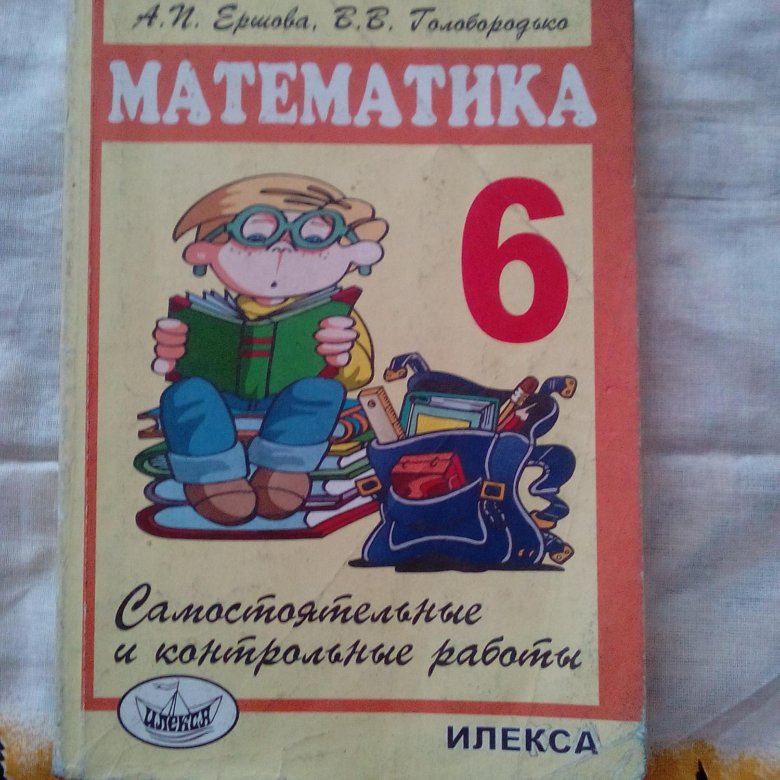 А.П. Ершова, В.В. Голобородько
МАТЕМАТИКА
6
Самостоятельные
и контрольные работы
илекса
ИЛЕКСА